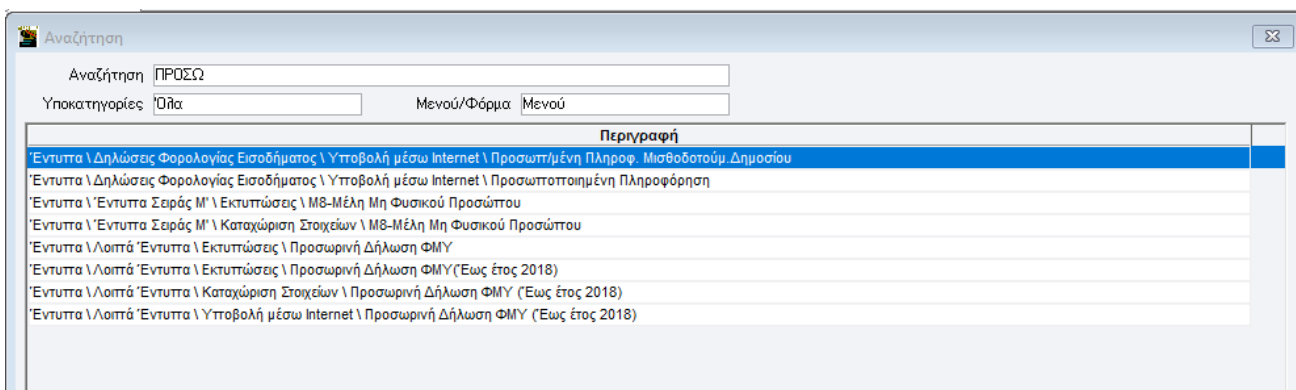 Αναζήτηση
Αναζήτηση ΠΡΟΣΩ
Υποκατηγορίες Όλα Μενού/Φόρμα Μενού
Περιγραφή
Έντυπα \ Δηλώσεις Φορολογίας Εισοδήματος \ Υποβολή μέσω Internet \ Προσωπ/μένη Πληροφ. Μισθοδοτούμ.Δημοσίου
Έντυπα \ Δηλώσεις Φορολογίας Εισοδήματος \ Υποβολή μέσω Internet \ Προσωποποιημένη Πληροφόρηση
Έντυπα \ Έντυπα Σειράς Μ' \ Εκτυπώσεις \ Μ8-Μέλη Μη Φυσικού Προσώπου
Έντυπα \ Έντυπα Σειράς Μ' \ Καταχώριση Στοιχείων \ Μ8-Μέλη Μη Φυσικού Προσώπου
Έντυπα \ Λοιπά Έντυπα \ Εκτυπώσεις \ Προσωρινή Δήλωση ΦΜΥ
Έντυπα \ Λοιπά Έντυπα \ Εκτυπώσεις \ Προσωρινή Δήλωση ΦΜΥ(Έως έτος 2018)
Έντυπα \ Λοιπά Έντυπα \ Καταχώριση Στοιχείων \ Προσωρινή Δήλωση ΦΜΥ (Έως έτος 2018)
Έντυπα \ Λοιπά Έντυπα \ Υποβολή μέσω Internet \ Προσωρινή Δήλωση ΦΜΥ (Έως έτος 2018)